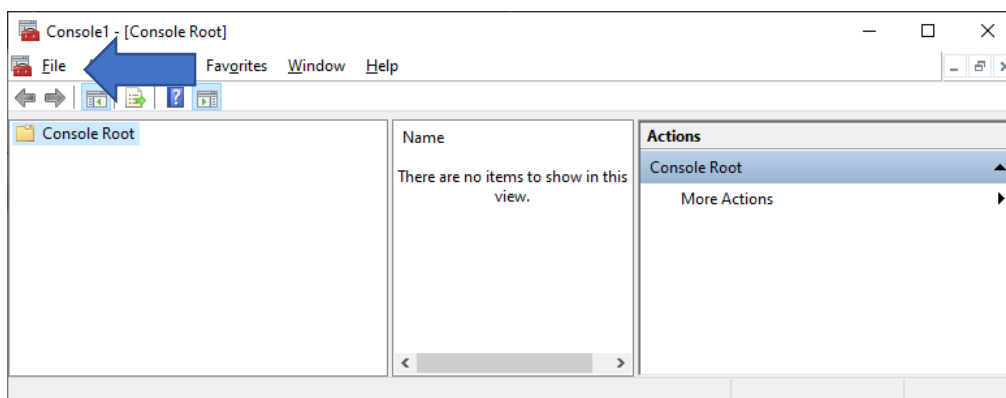 Console1 - [Console Root]
File Favorites Window Help
Console Root
Name
There are no items to show in this
view.
Actions
Console Root
More Actions